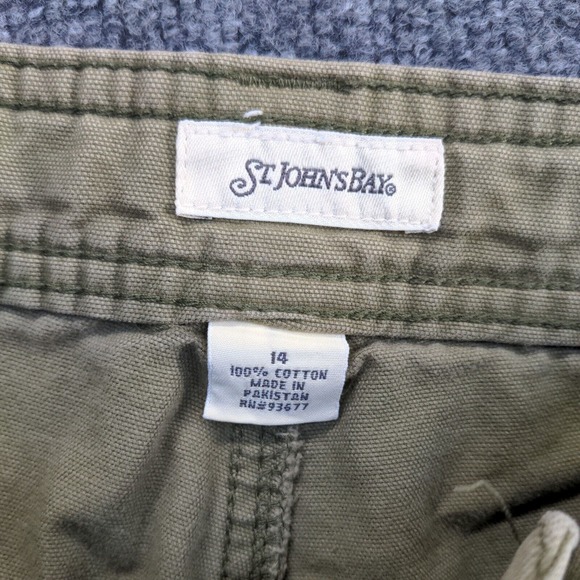 St. John's Bay®
14
100% COTTON
MADE IN
PAKISTAN
RN#93677